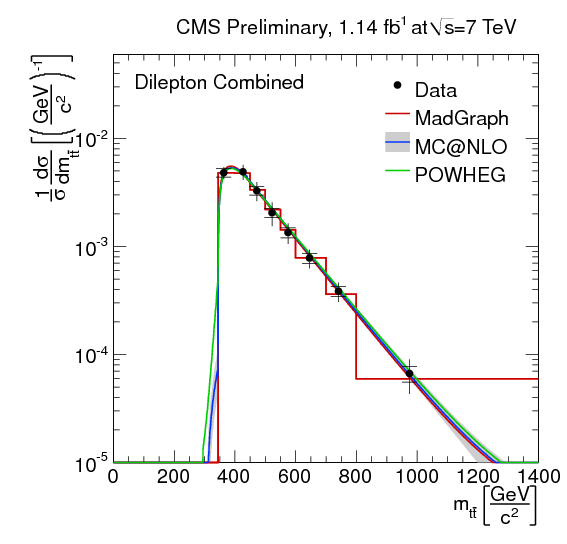 CMS Preliminary, 1.14 fb⁻¹ at √s=7 TeV
Dilepton Combined
Data
MadGraph
MC@NLO
POWHEG
1/σ dσ/dm_tt̄ [(GeV/c²)⁻¹]
10⁻²
10⁻³
10⁻⁴
10⁻⁵
0 200 400 600 800 1000 1200 1400
m_tt̄ [GeV/c²]